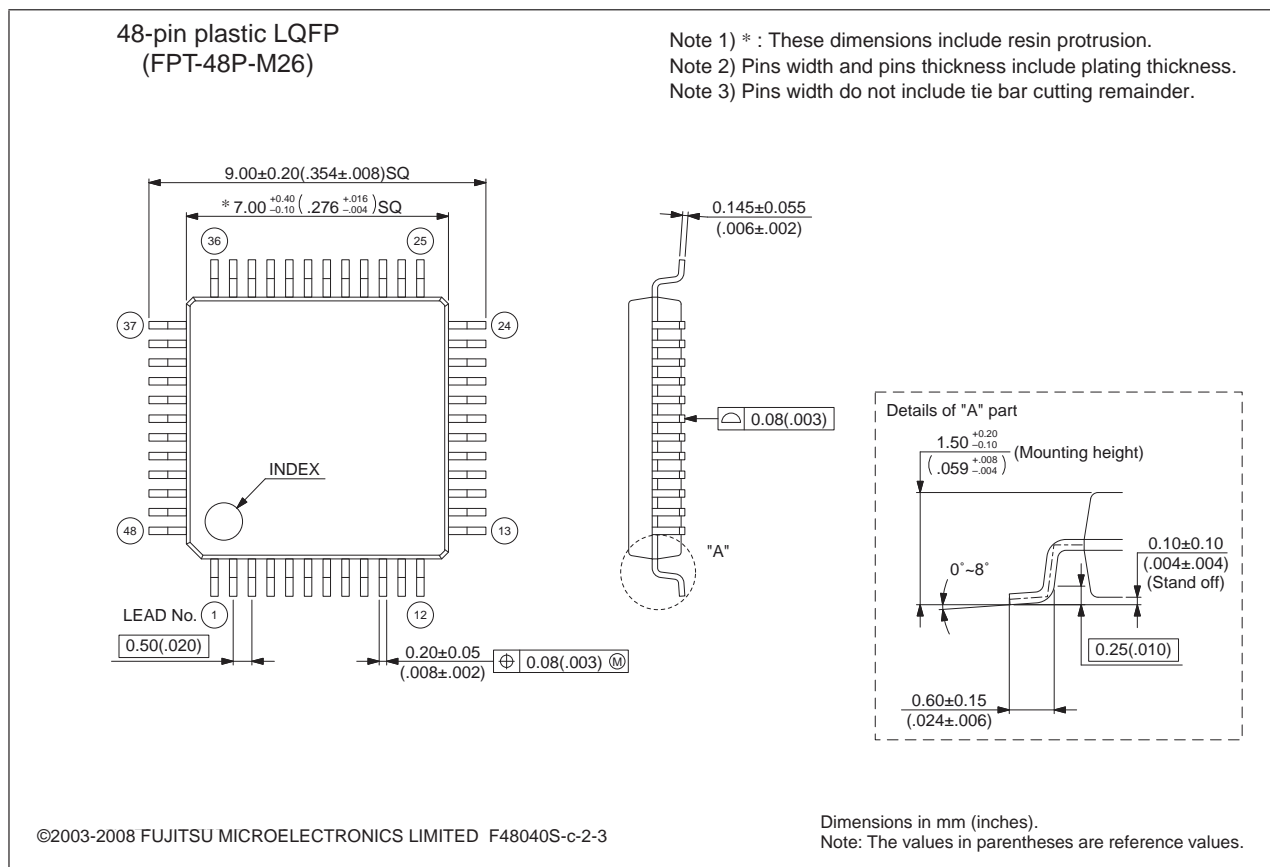 48-pin plastic LQFP
(FPT-48P-M26)
Note 1) * : These dimensions include resin protrusion.
Note 2) Pins width and pins thickness include plating thickness.
Note 3) Pins width do not include tie bar cutting remainder.
9.00±0.20(.354±.008)SQ
* 7.00 +0.40 –0.10 ( .276 +.016 –.004 )SQ
0.145±0.055
(.006±.002)
36
25
37
24
0.08(.003)
INDEX
48
13
"A"
LEAD No.
1
12
0.50(.020)
0.20±0.05
(.008±.002)
⌖ 0.08(.003) Ⓜ
Details of "A" part
1.50 +0.20 –0.10
( .059 +.008 –.004 )
(Mounting height)
0°~8°
0.10±0.10
(.004±.004)
(Stand off)
0.25(.010)
0.60±0.15
(.024±.006)
©2003-2008 FUJITSU MICROELECTRONICS LIMITED F48040S-c-2-3
Dimensions in mm (inches).
Note: The values in parentheses are reference values.